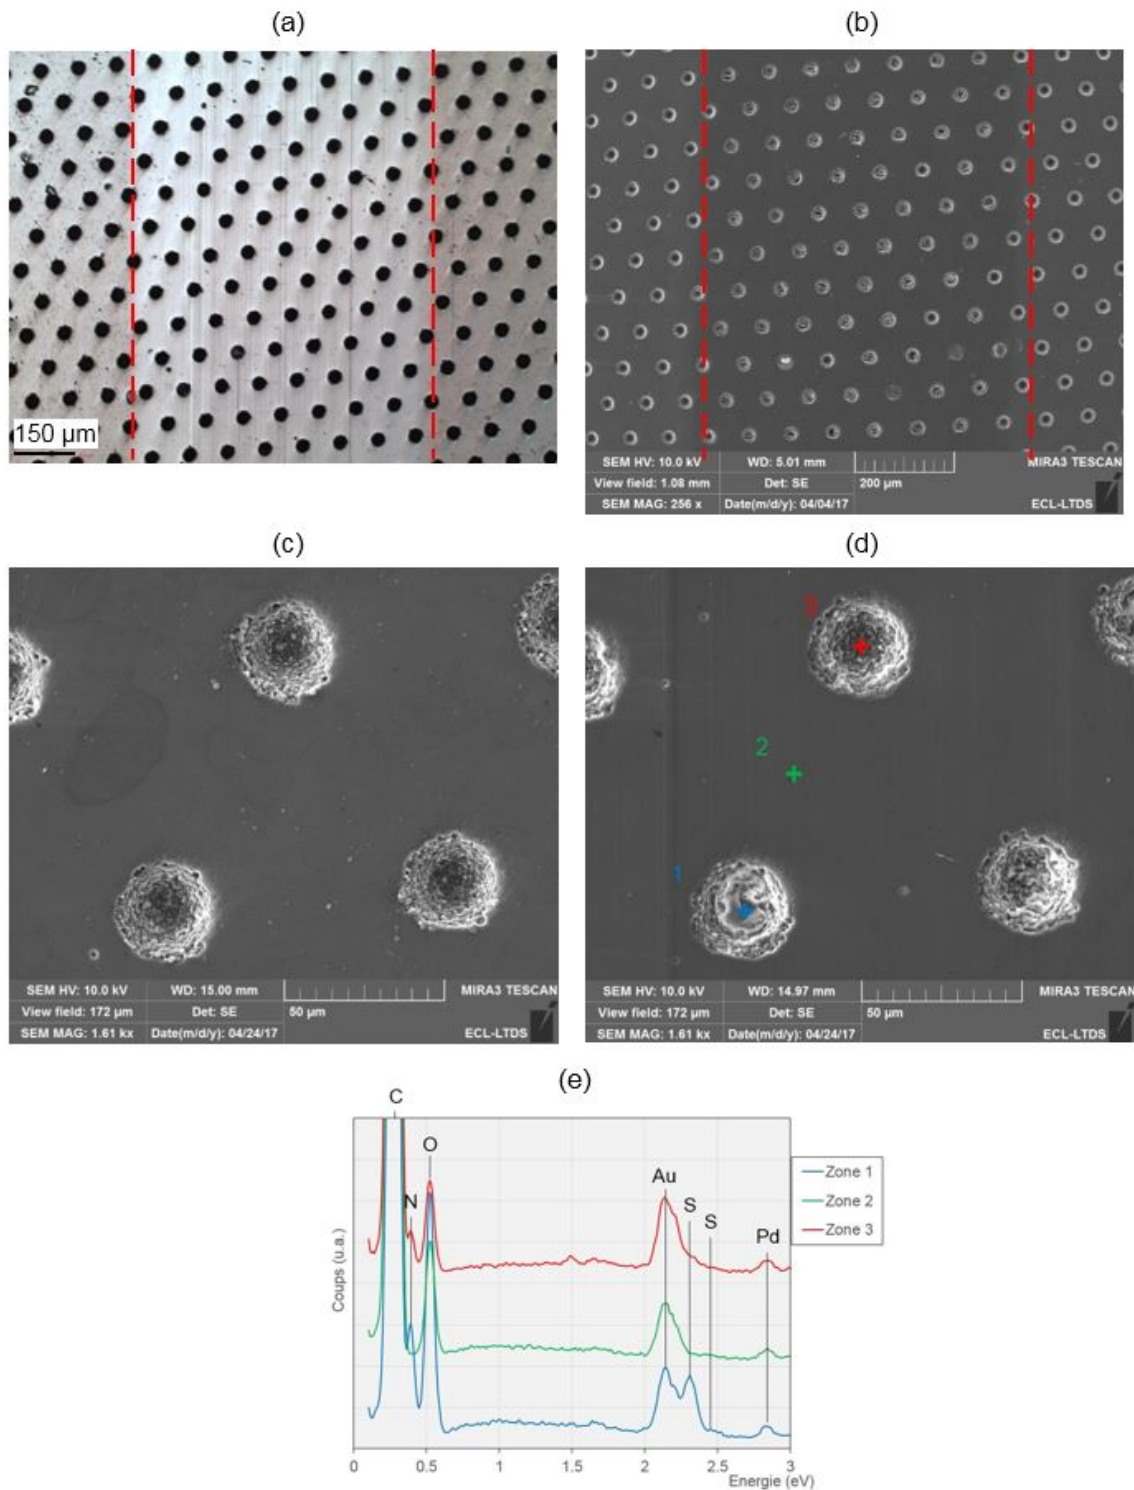 (a)
(b)
150 µm
SEM HV: 10.0 kV
WD: 5.01 mm
MIRA3 TESCAN
View field: 1.08 mm
Det: SE
200 µm
SEM MAG: 256 x
Date(m/d/y): 04/04/17
ECL-LTDS
(c)
(d)
3
2
1
SEM HV: 10.0 kV
WD: 15.00 mm
MIRA3 TESCAN
View field: 172 µm
Det: SE
50 µm
SEM MAG: 1.61 kx
Date(m/d/y): 04/24/17
ECL-LTDS
SEM HV: 10.0 kV
WD: 14.97 mm
MIRA3 TESCAN
View field: 172 µm
Det: SE
50 µm
SEM MAG: 1.61 kx
Date(m/d/y): 04/24/17
ECL-LTDS
(e)
C
O
N
Au
S
S
Pd
Zone 1
Zone 2
Zone 3
Coups (u.a.)
0 0.5 1 1.5 2 2.5 3
Energie (eV)